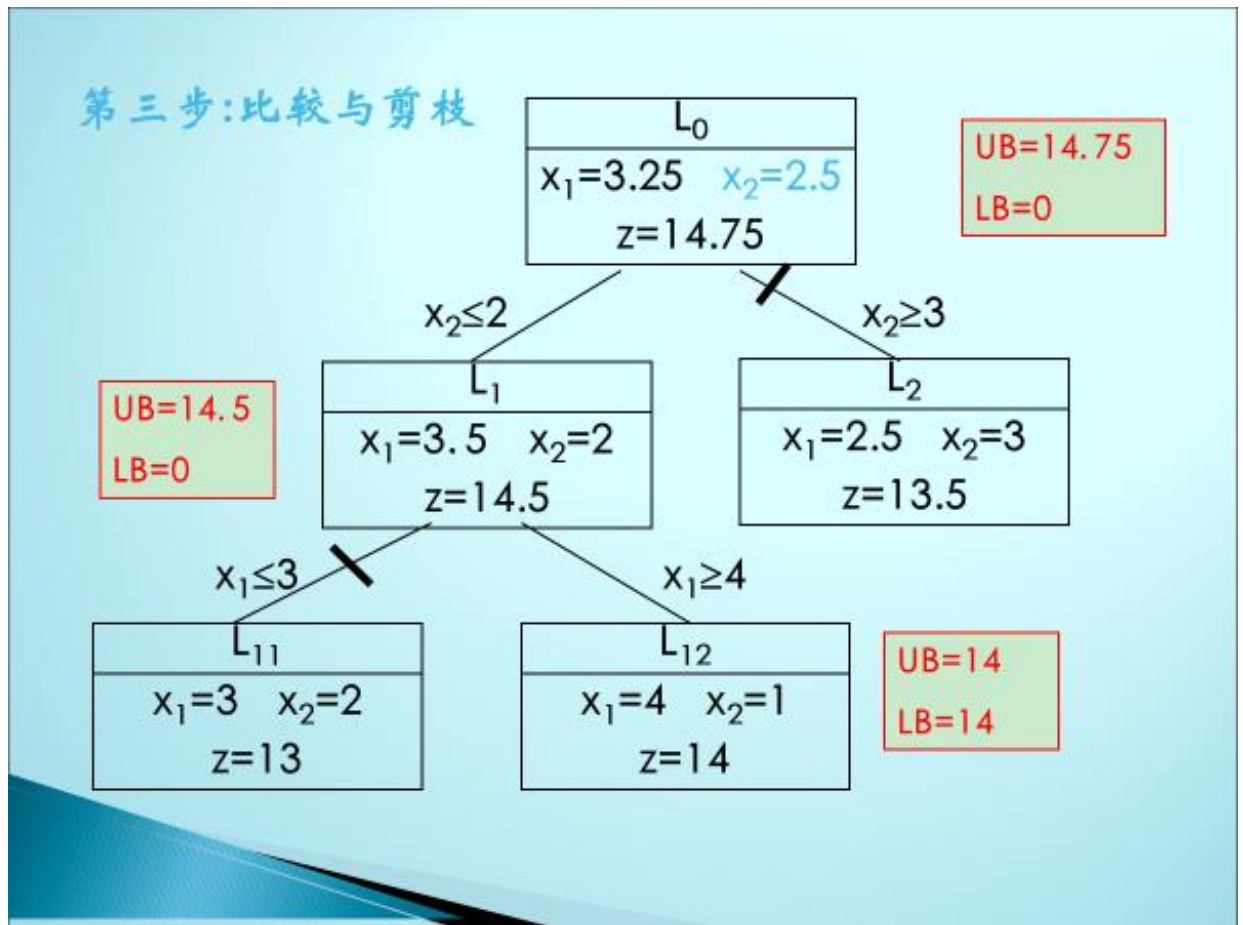 第三步:比较与剪枝
L₀
x₁=3.25 x₂=2.5
z=14.75
UB=14.75
LB=0
x₂≤2
x₂≥3
L₁
x₁=3.5 x₂=2
z=14.5
UB=14.5
LB=0
L₂
x₁=2.5 x₂=3
z=13.5
x₁≤3
x₁≥4
L₁₁
x₁=3 x₂=2
z=13
L₁₂
x₁=4 x₂=1
z=14
UB=14
LB=14